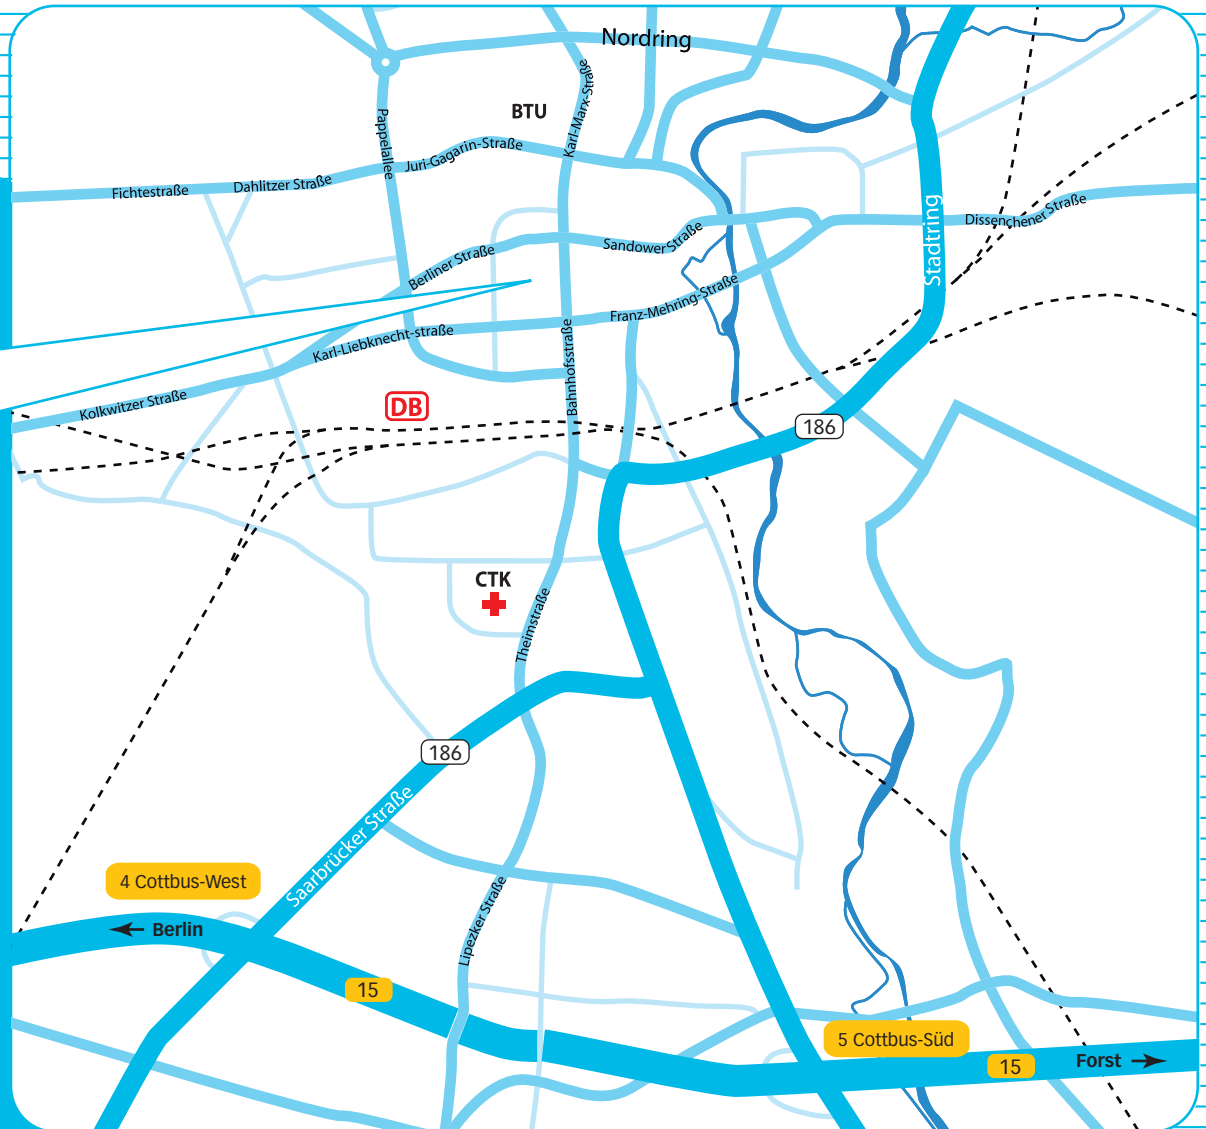 Nordring
BTU
Karl-Marx-Straße
Pappelallee
Juri-Gagarin-Straße
Fichtestraße
Dahlitzer Straße
Stadtring
Dissenchener Straße
Berliner Straße
Sandower Straße
Franz-Mehring-Straße
Karl-Liebknecht-straße
Bahnhofsstraße
Kolkwitzer Straße
DB
186
CTK
Theimstraße
186
Saarbrücker Straße
4 Cottbus-West
Berlin
Lipezker Straße
15
5 Cottbus-Süd
15
Forst